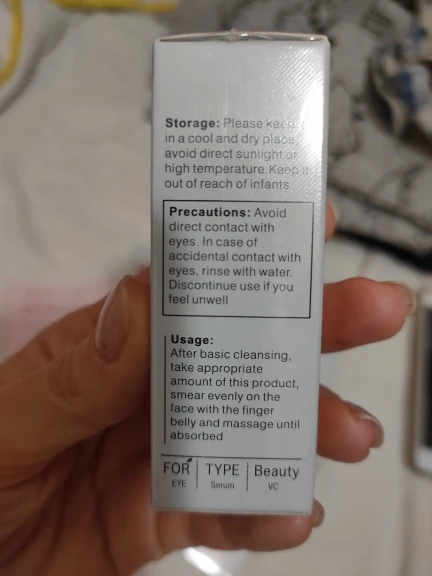 Storage: Please keep
in a cool and dry place,
avoid direct sunlight or
high temperature. Keep it
out of reach of infants
Precautions: Avoid
direct contact with
eyes. In case of
accidental contact with
eyes, rinse with water.
Discontinue use if you
feel unwell
Usage:
After basic cleansing,
take appropriate
amount of this product,
smear evenly on the
face with the finger
belly and massage until
absorbed
FOR TYPE Beauty
EYE Serum VC